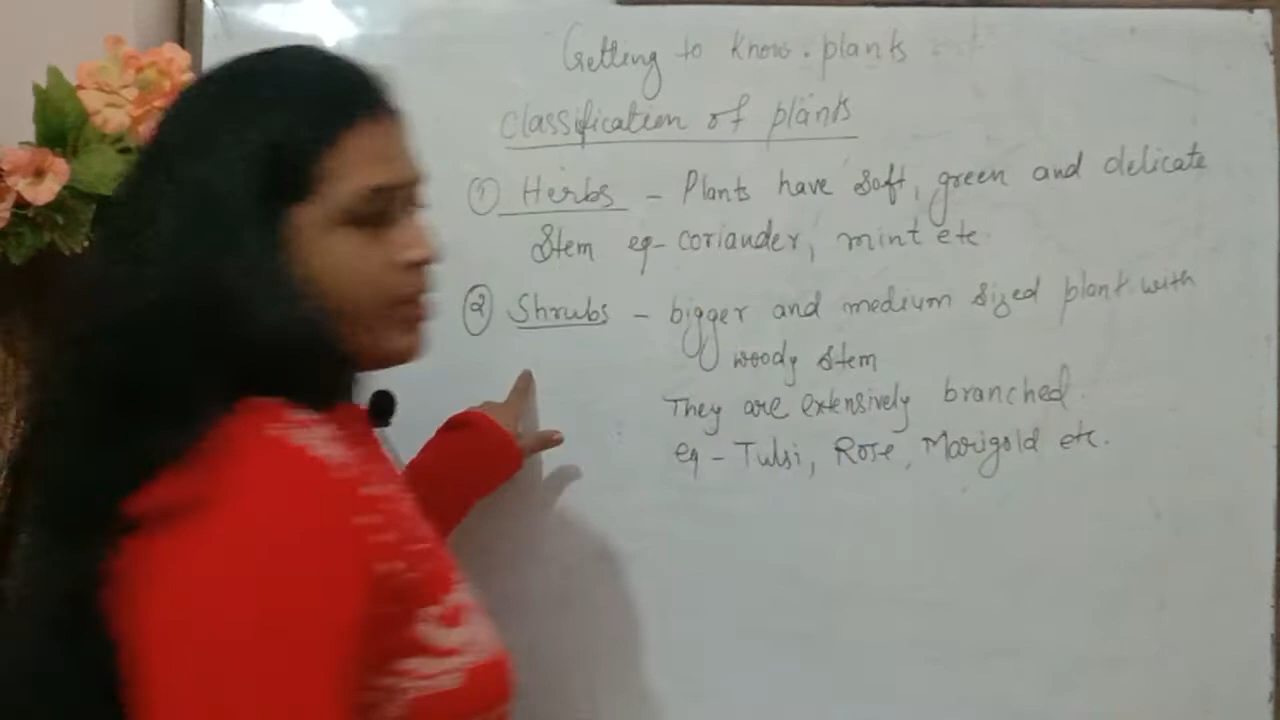 Getting to know.plants
classification of plants
① Herbs - Plants have soft, green and delicate
Stem eg- coriander, mint etc
② Shrubs - bigger and medium sized plant with
woody stem
They are extensively branched.
eg - Tulsi, Rose, Marigold etc.